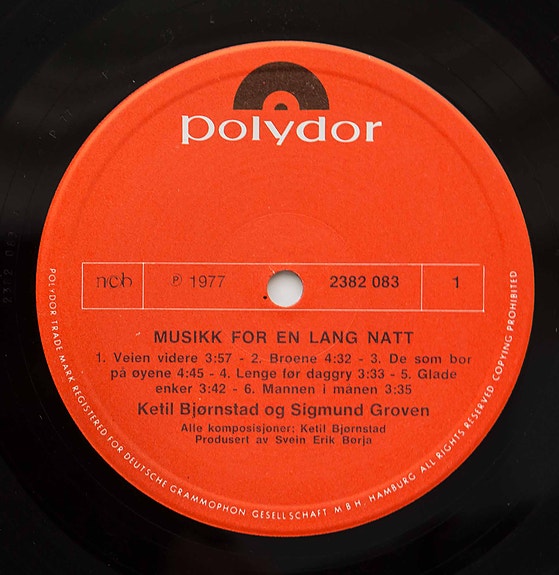 polydor
ncb ℗ 1977 2382 083 1
MUSIKK FOR EN LANG NATT
1. Veien videre 3:57 - 2. Broene 4:32 - 3. De som bor
på øyene 4:45 - 4. Lenge før daggry 3:33 - 5. Glade
enker 3:42 - 6. Mannen i månen 3:35
Ketil Bjørnstad og Sigmund Groven
Alle komposisjoner: Ketil Bjørnstad
Produsert av Svein Erik Børja
POLYDOR TRADE MARK REGISTERED FOR DEUTSCHE GRAMMOPHON GESELLSCHAFT M B H. HAMBURG. ALL RIGHTS RESERVED COPYING PROHIBITED